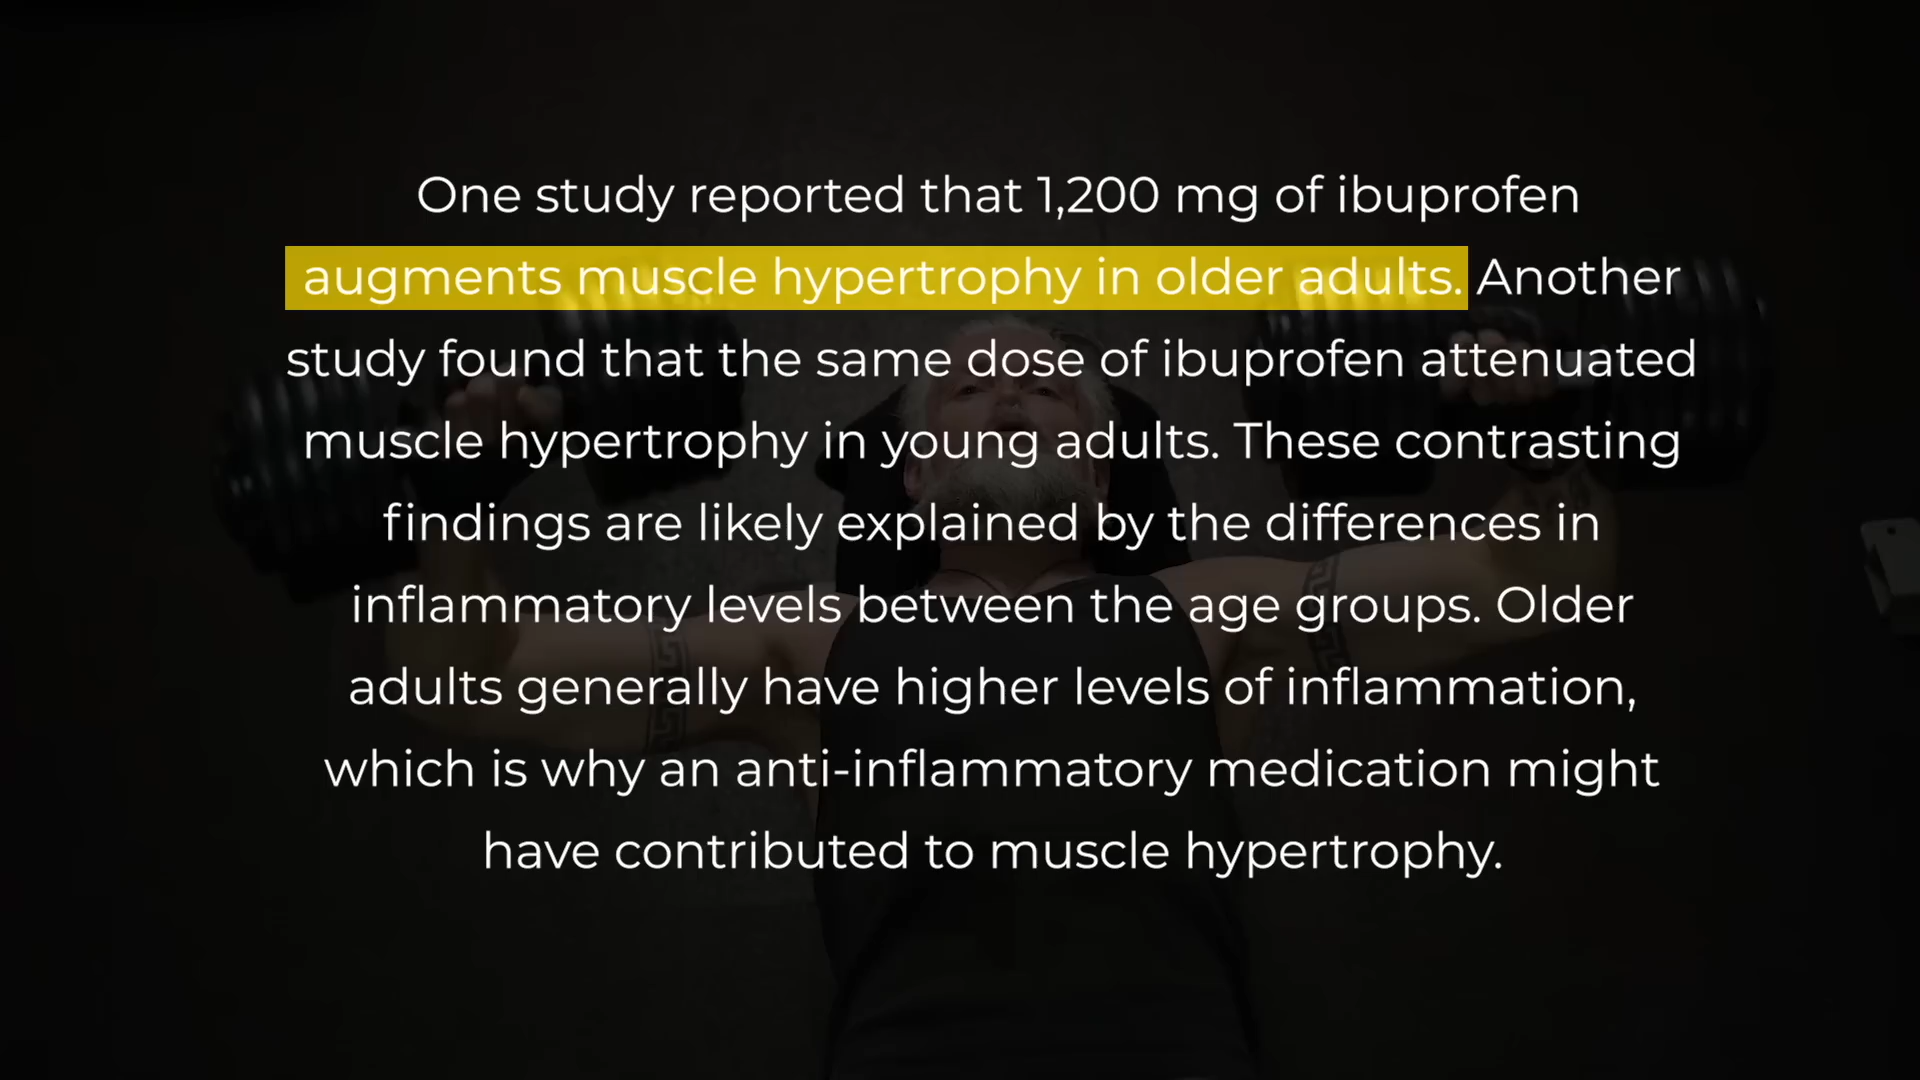 One study reported that 1,200 mg of ibuprofen
augments muscle hypertrophy in older adults. Another
study found that the same dose of ibuprofen attenuated
muscle hypertrophy in young adults. These contrasting
findings are likely explained by the differences in
inflammatory levels between the age groups. Older
adults generally have higher levels of inflammation,
which is why an anti-inflammatory medication might
have contributed to muscle hypertrophy.